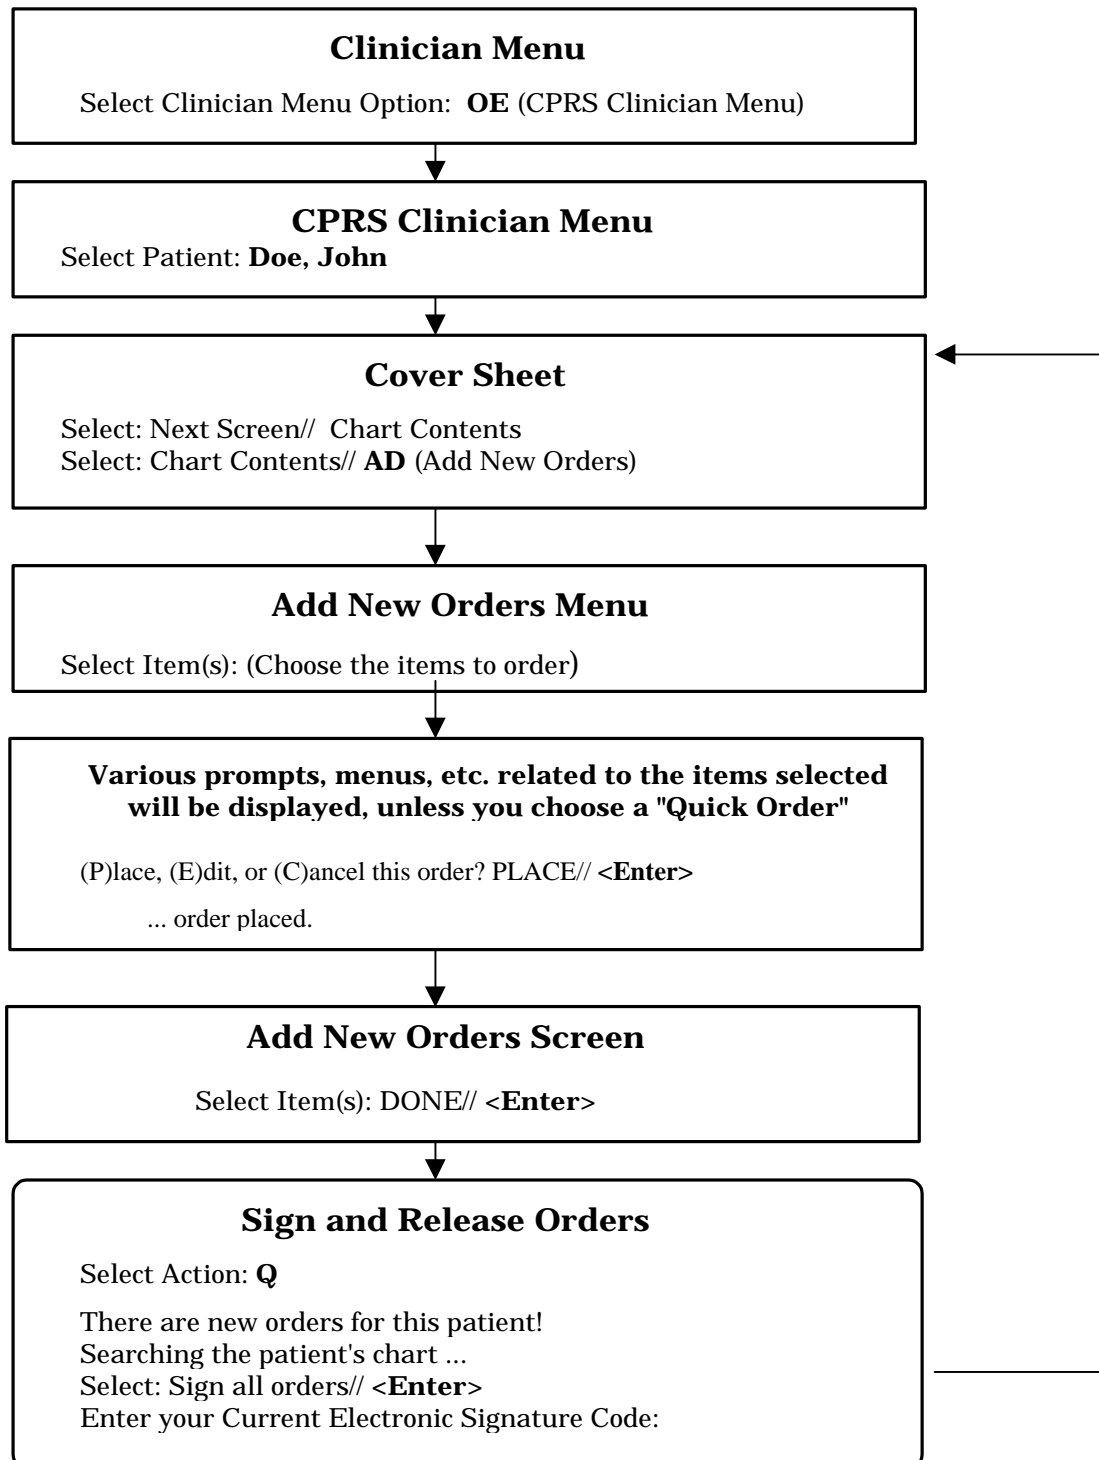 Clinician Menu
Select Clinician Menu Option:  OE (CPRS Clinician Menu)
CPRS Clinician Menu
Select Patient: Doe, John
Cover Sheet
Select: Next Screen//  Chart Contents
Select: Chart Contents// AD (Add New Orders)
Add New Orders Menu
Select Item(s): (Choose the items to order)
Various prompts, menus, etc. related to the items selected
will be displayed, unless you choose a "Quick Order"
(P)lace, (E)dit, or (C)ancel this order? PLACE// <Enter>
... order placed.
Add New Orders Screen
Select Item(s): DONE// <Enter>
Sign and Release Orders
Select Action: Q
There are new orders for this patient!
Searching the patient's chart ...
Select: Sign all orders// <Enter>
Enter your Current Electronic Signature Code: